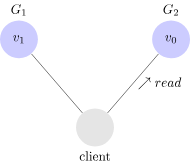 G₁ G₂
v₁ v₀
read
client